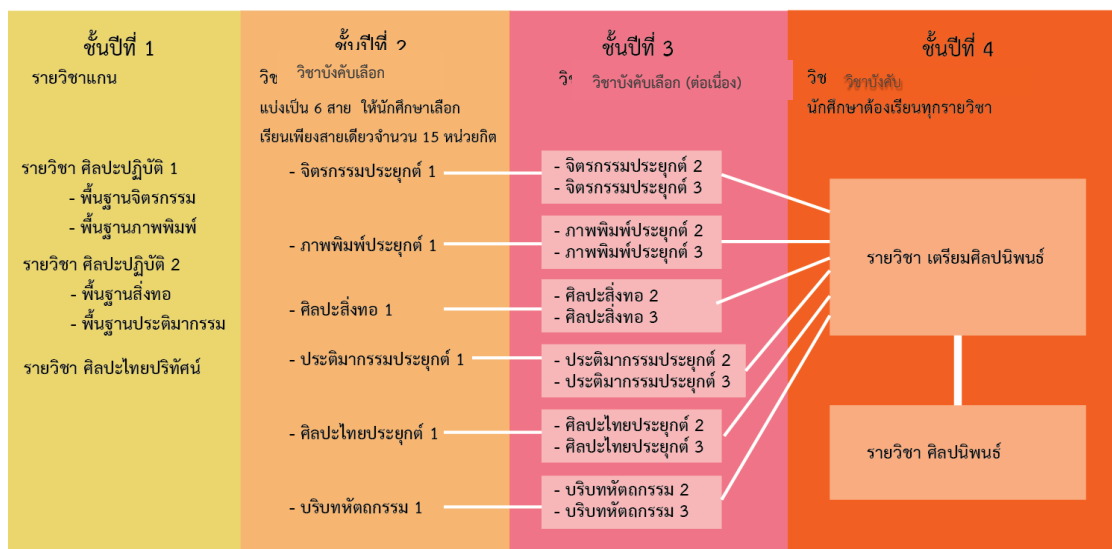 ชั้นปีที่ 1
รายวิชาแกน
รายวิชา ศิลปะปฏิบัติ 1
- พื้นฐานจิตรกรรม
- พื้นฐานภาพพิมพ์
รายวิชา ศิลปะปฏิบัติ 2
- พื้นฐานสิ่งทอ
- พื้นฐานประติมากรรม
รายวิชา ศิลปะไทยปริทัศน์
ชั้นปีที่ 2
วิชาบังคับเลือก
แบ่งเป็น 6 สาย ให้นักศึกษาเลือก
เรียนเพียงสายเดียวจำนวน 15 หน่วยกิต
- จิตรกรรมประยุกต์ 1
- ภาพพิมพ์ประยุกต์ 1
- ศิลปะสิ่งทอ 1
- ประติมากรรมประยุกต์ 1
- ศิลปะไทยประยุกต์ 1
- บริบทหัตถกรรม 1
ชั้นปีที่ 3
วิชาบังคับเลือก (ต่อเนื่อง)
- จิตรกรรมประยุกต์ 2
- จิตรกรรมประยุกต์ 3
- ภาพพิมพ์ประยุกต์ 2
- ภาพพิมพ์ประยุกต์ 3
- ศิลปะสิ่งทอ 2
- ศิลปะสิ่งทอ 3
- ประติมากรรมประยุกต์ 2
- ประติมากรรมประยุกต์ 3
- ศิลปะไทยประยุกต์ 2
- ศิลปะไทยประยุกต์ 3
- บริบทหัตถกรรม 2
- บริบทหัตถกรรม 3
ชั้นปีที่ 4
วิชาบังคับ
นักศึกษาต้องเรียนทุกรายวิชา
รายวิชา เตรียมศิลปนิพนธ์
รายวิชา ศิลปนิพนธ์